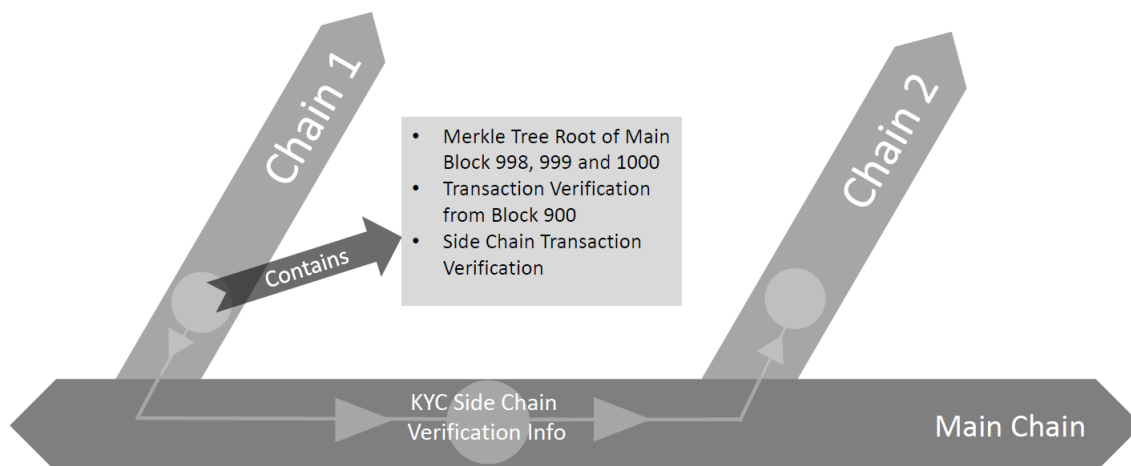 Chain 1
Chain 2
• Merkle Tree Root of Main
Block 998, 999 and 1000
• Transaction Verification
from Block 900
• Side Chain Transaction
Verification
Contains
KYC Side Chain
Verification Info
Main Chain